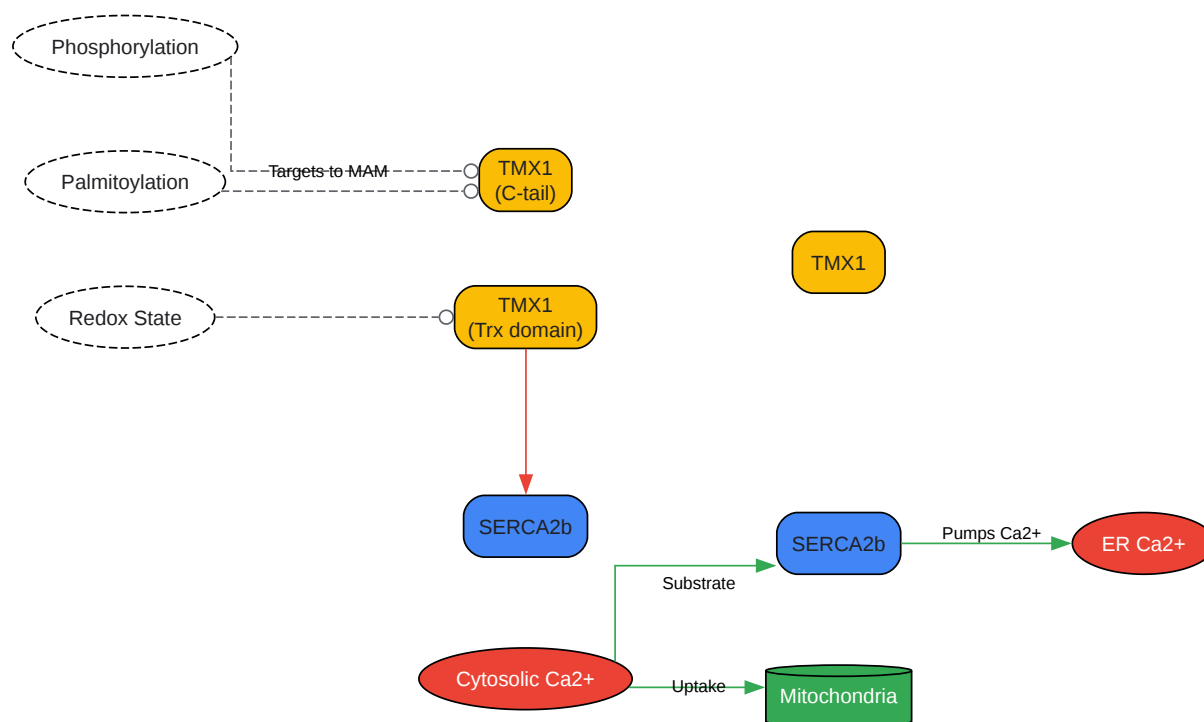 Phosphorylation
Palmitoylation
Targets to MAM
TMX1
(C-tail)
TMX1
Redox State
TMX1
(Trx domain)
SERCA2b
SERCA2b
Pumps Ca2+
ER Ca2+
Substrate
Cytosolic Ca2+
Uptake
Mitochondria